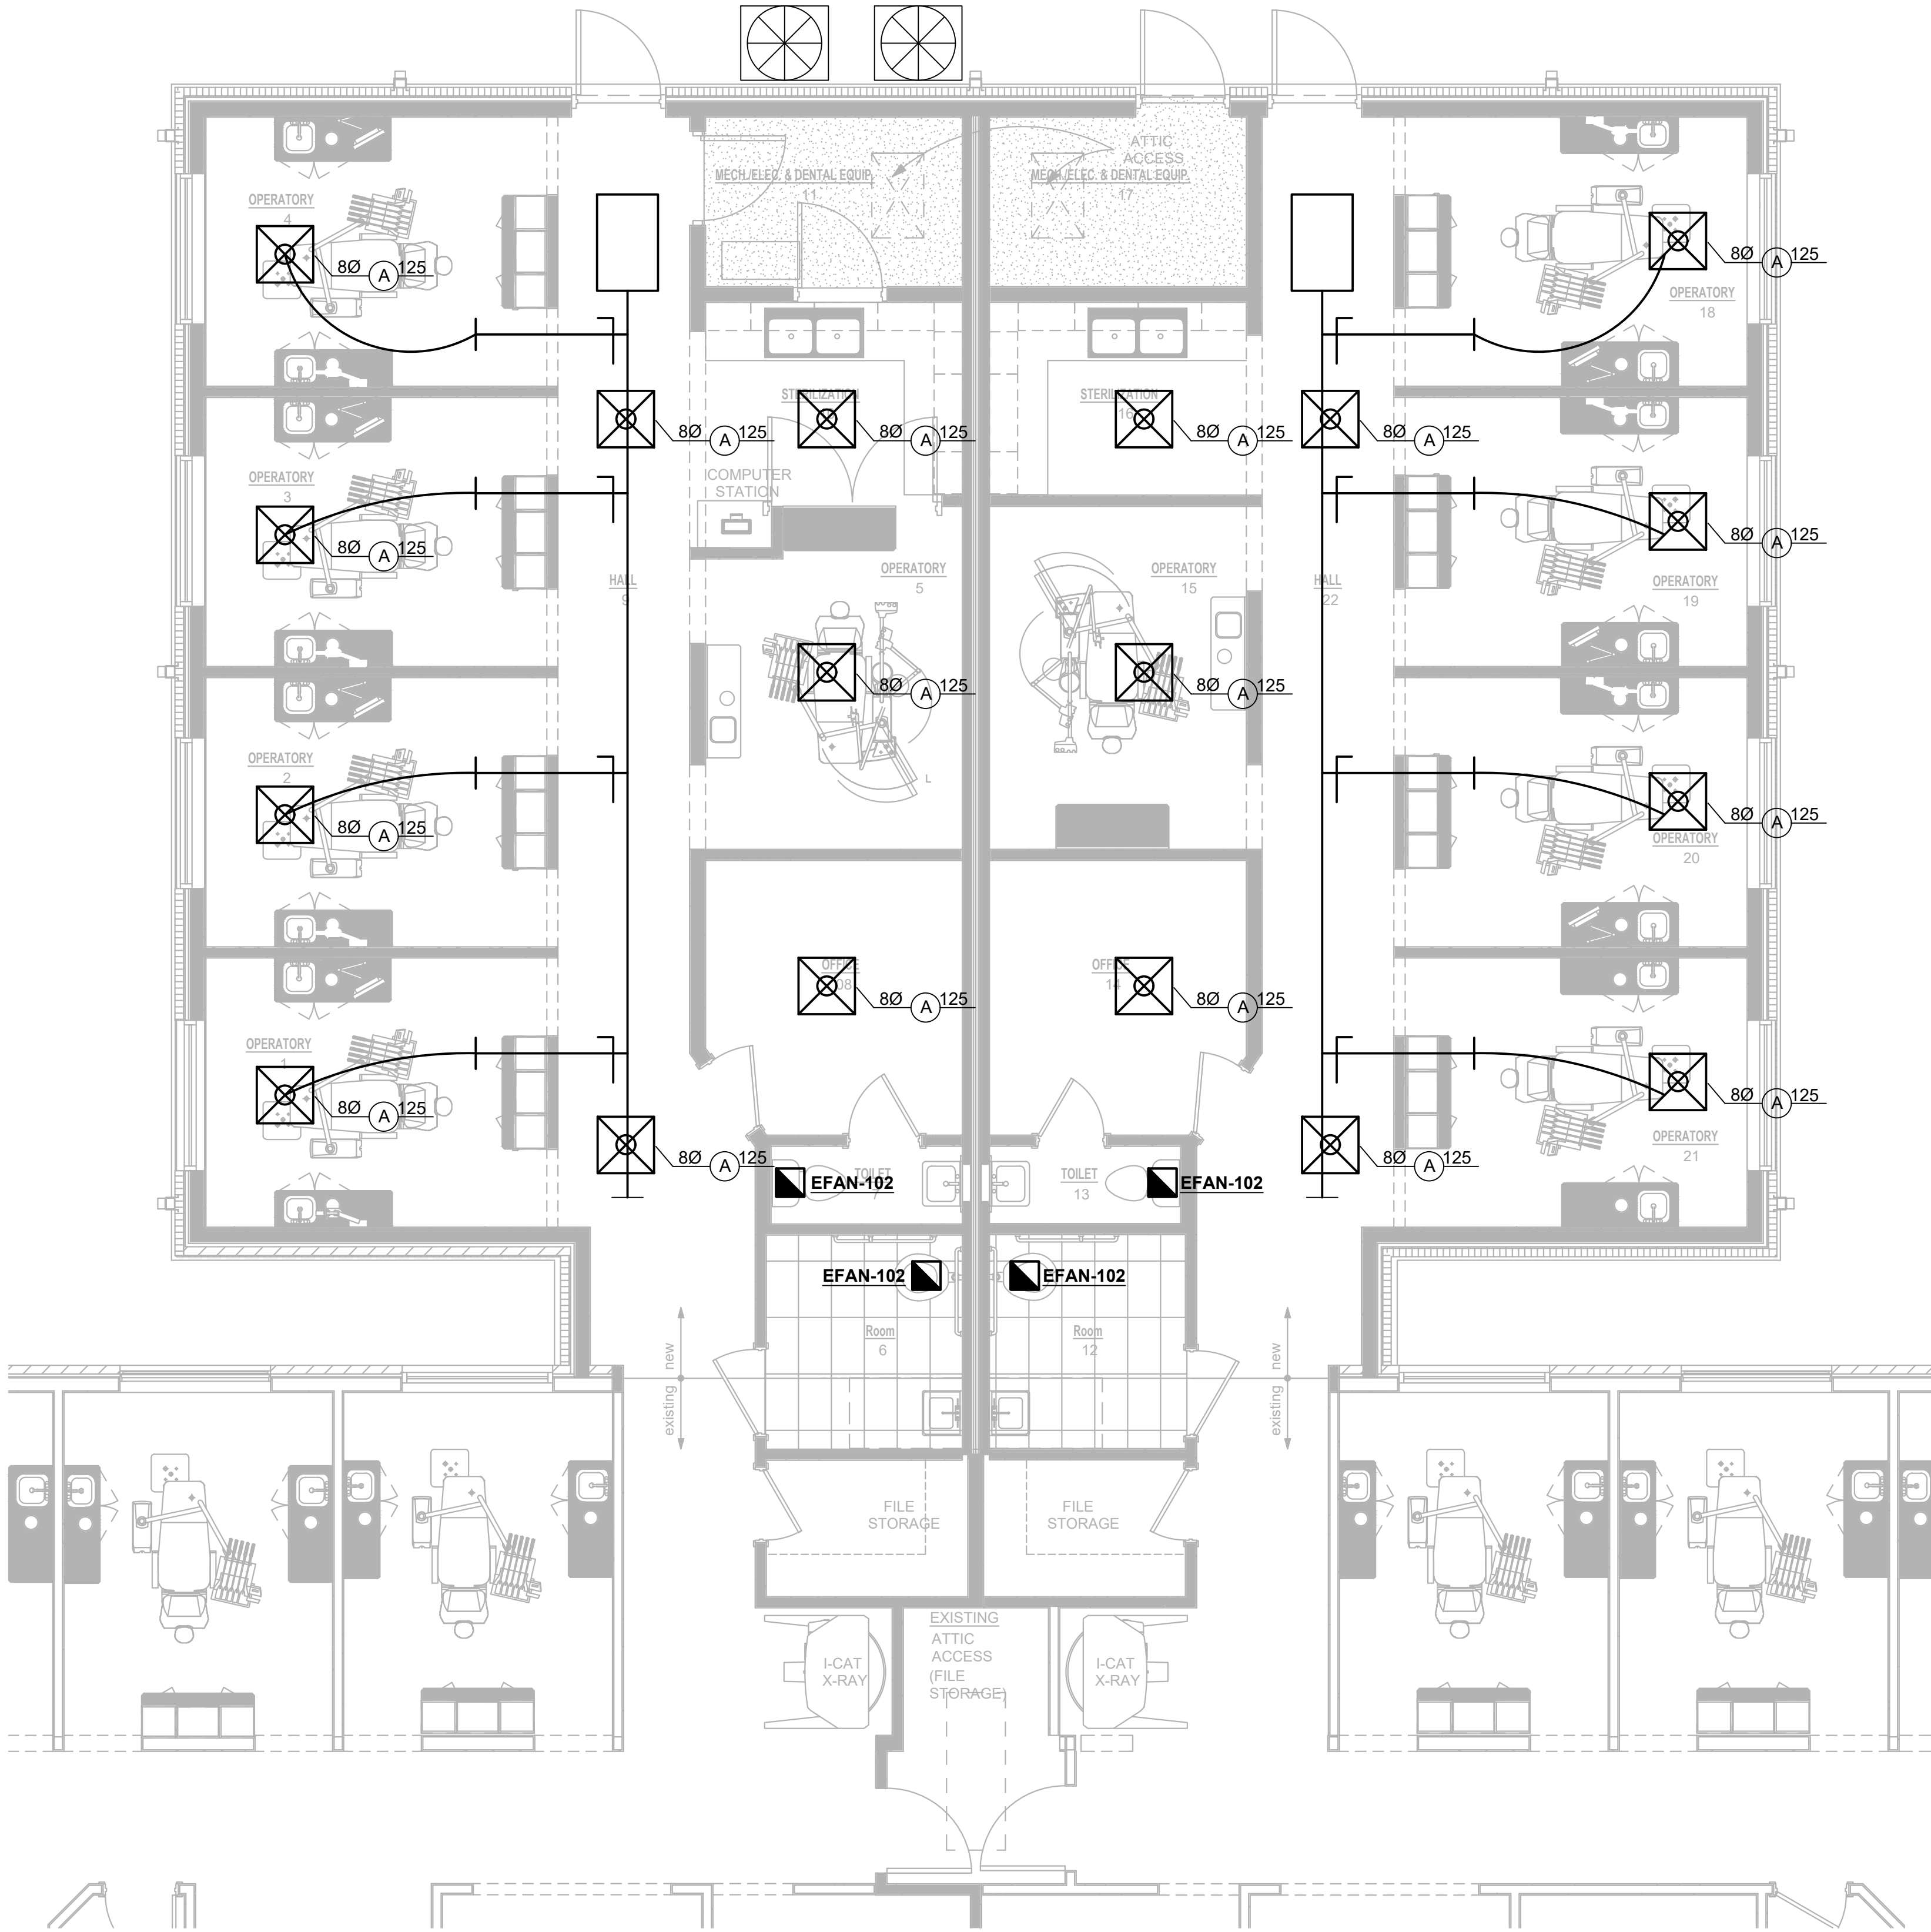 ATTIC
ACCESS
MECH./ELEC. & DENTAL EQUIP.
11
MECH./ELEC. & DENTAL EQUIP.
17
OPERATORY
4
8Ø A 125
8Ø A 125
OPERATORY
18
STERILIZATION
STERILIZATION
16
8Ø A 125
8Ø A 125
8Ø A 125
8Ø A 125
COMPUTER
STATION
OPERATORY
3
8Ø A 125
8Ø A 125
HALL
9
OPERATORY
5
OPERATORY
15
HALL
22
OPERATORY
19
8Ø A 125
8Ø A 125
OPERATORY
2
L
8Ø A 125
8Ø A 125
OPERATORY
20
OFFICE
08
OFFICE
14
8Ø A 125
8Ø A 125
OPERATORY
1
8Ø A 125
8Ø A 125
OPERATORY
21
8Ø A 125
8Ø A 125
TOILET
7
TOILET
13
EFAN-102
EFAN-102
EFAN-102
EFAN-102
Room
6
Room
12
new
existing
new
existing
FILE
STORAGE
FILE
STORAGE
EXISTING
ATTIC
ACCESS
(FILE
STORAGE)
I-CAT
X-RAY
I-CAT
X-RAY